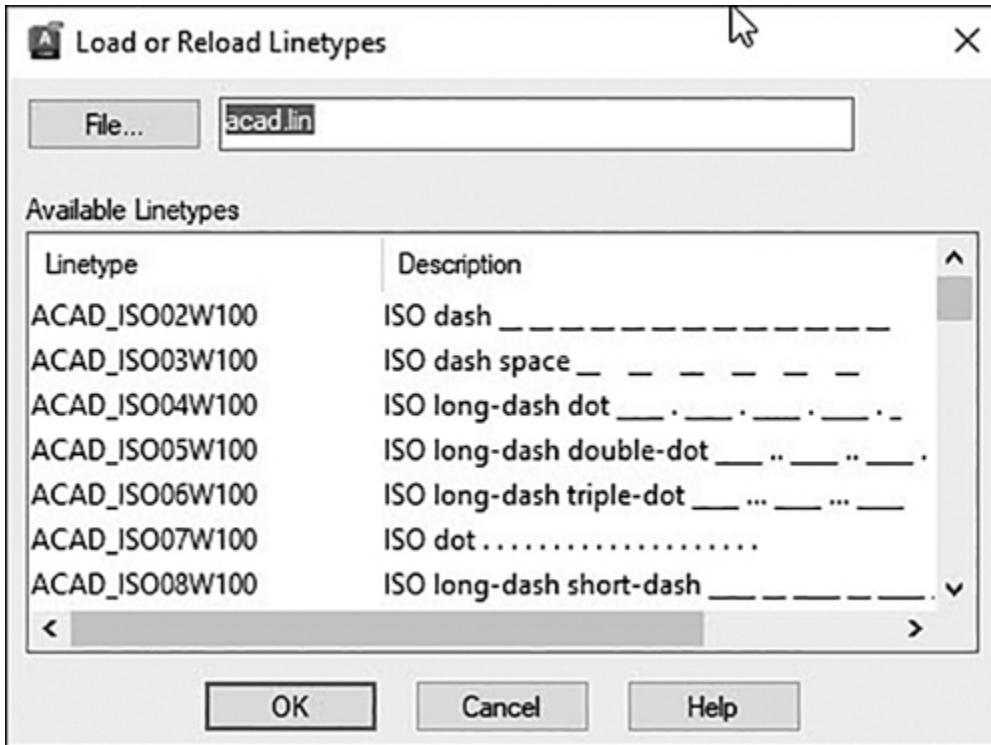 Load or Reload Linetypes
File... acad.lin
Available Linetypes
Linetype Description
ACAD_ISO02W100 ISO dash __ __ __ __ __ __ __ __ __ __ __ __ __
ACAD_ISO03W100 ISO dash space __ __ __ __ __ __
ACAD_ISO04W100 ISO long-dash dot ____ . ____ . ____ . ____ . _
ACAD_ISO05W100 ISO long-dash double-dot ____ .. ____ .. ____ .
ACAD_ISO06W100 ISO long-dash triple-dot ____ ... ____ ... ____
ACAD_ISO07W100 ISO dot . . . . . . . . . . . . . . . . . . . .
ACAD_ISO08W100 ISO long-dash short-dash ____ __ ____ __ ____ .
OK Cancel Help